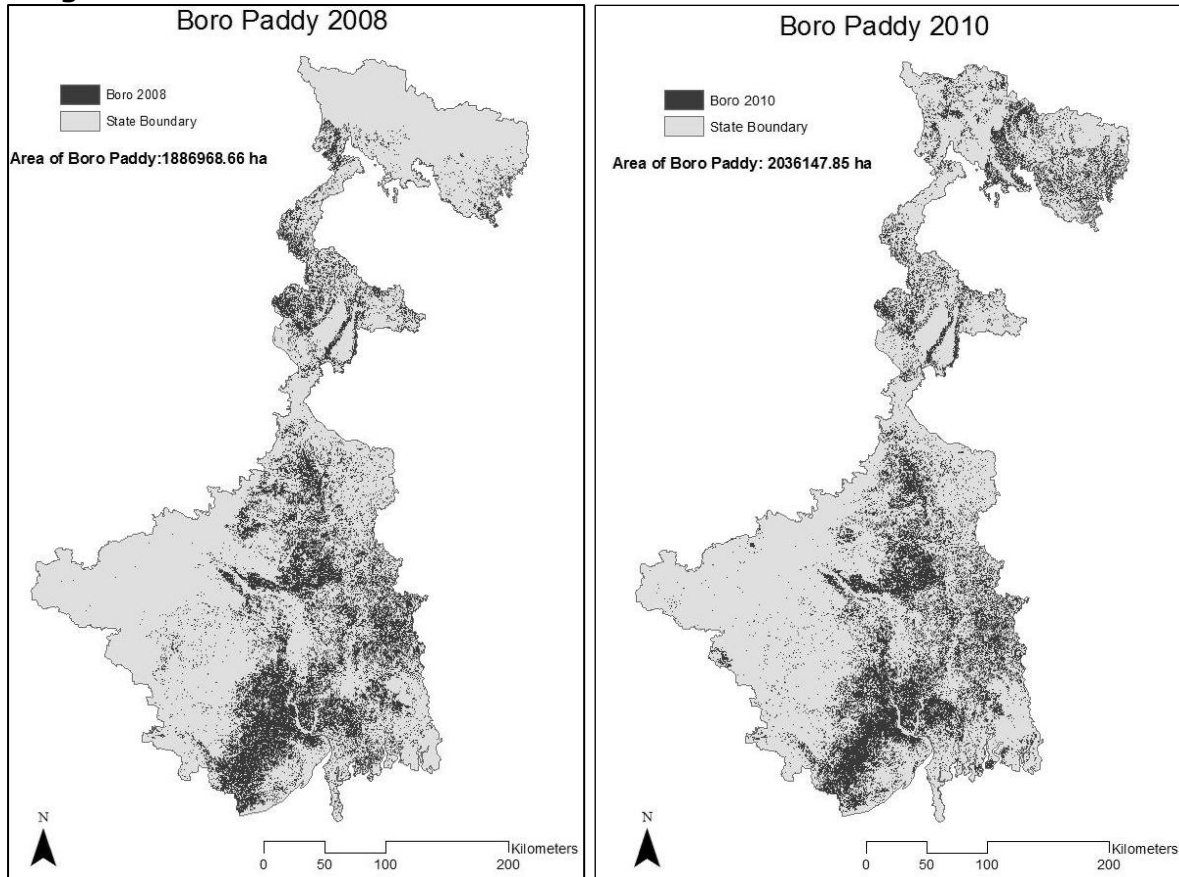 Boro Paddy 2008
Boro 2008
State Boundary
Area of Boro Paddy:1886968.66 ha
N
Kilometers
0 50 100 200
Boro Paddy 2010
Boro 2010
State Boundary
Area of Boro Paddy: 2036147.85 ha
N
Kilometers
0 50 100 200